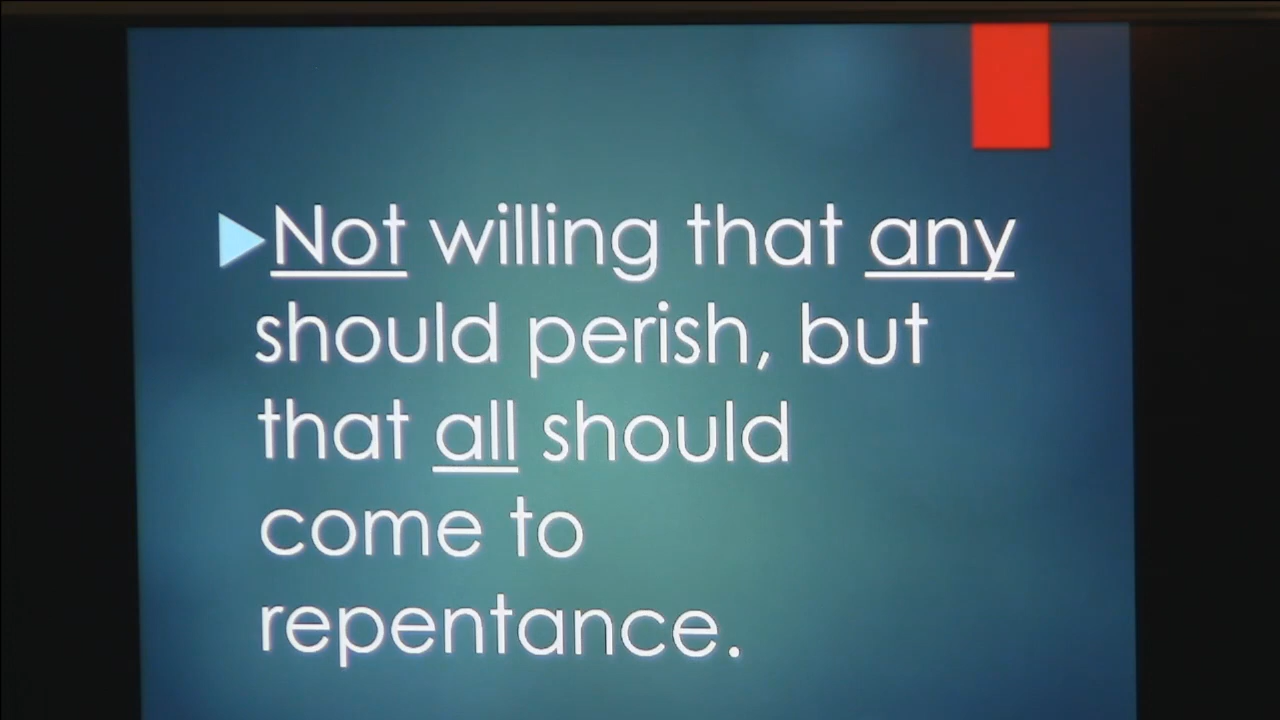 Not willing that any
should perish, but
that all should
come to
repentance.